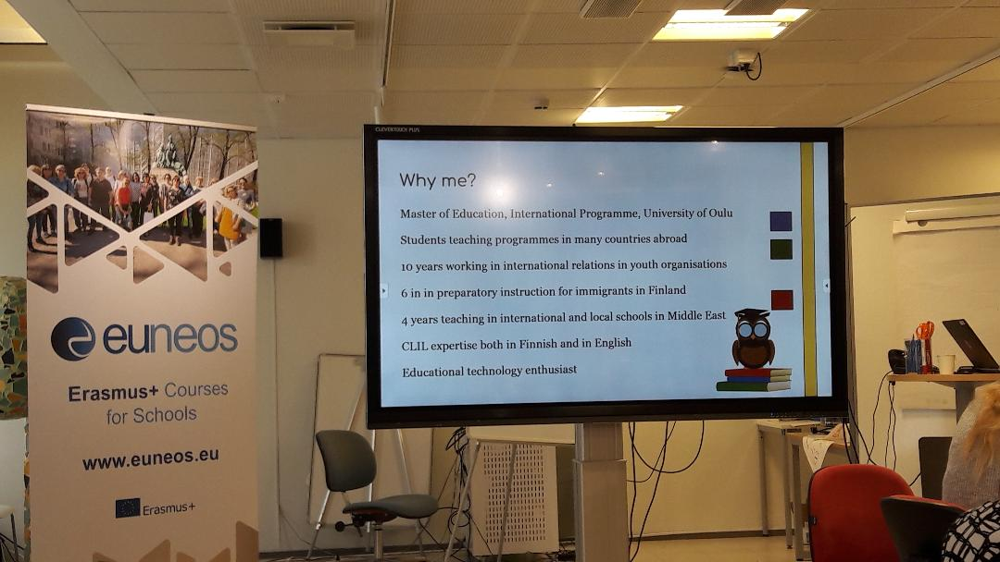 CLEVERTOUCH PLUS
Why me?
Master of Education, International Programme, University of Oulu
Students teaching programmes in many countries abroad
10 years working in international relations in youth organisations
6 in in preparatory instruction for immigrants in Finland
4 years teaching in international and local schools in Middle East
CLIL expertise both in Finnish and in English
Educational technology enthusiast
euneos
Erasmus+ Courses
for Schools
www.euneos.eu
Erasmus+